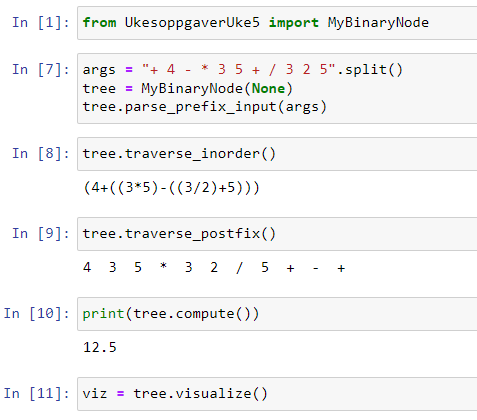 In [1]: from UkesoppgaverUke5 import MyBinaryNode
In [7]: args = "+ 4 - * 3 5 + / 3 2 5".split()
tree = MyBinaryNode(None)
tree.parse_prefix_input(args)
In [8]: tree.traverse_inorder()
(4+((3*5)-((3/2)+5)))
In [9]: tree.traverse_postfix()
4 3 5 * 3 2 / 5 + - +
In [10]: print(tree.compute())
12.5
In [11]: viz = tree.visualize()